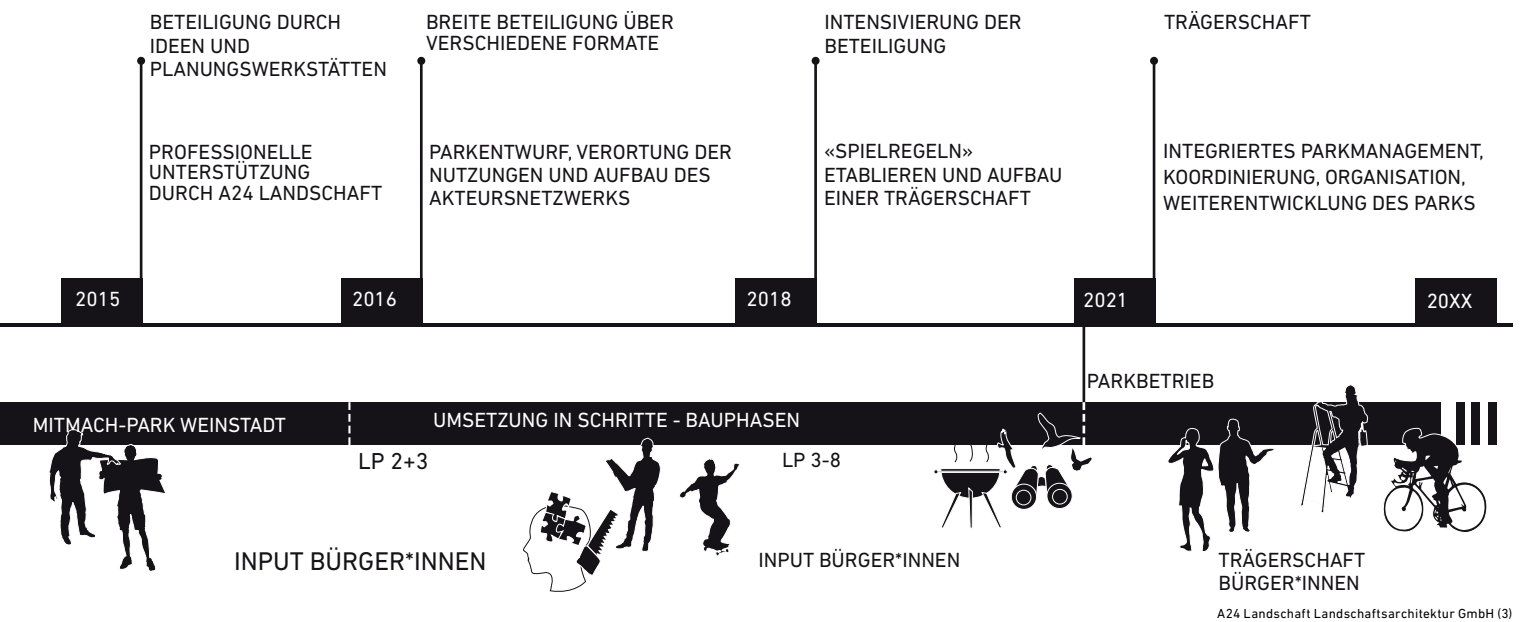 BETEILIGUNG DURCH
IDEEN UND
PLANUNGSWERKSTÄTTEN
BREITE BETEILIGUNG ÜBER
VERSCHIEDENE FORMATE
INTENSIVIERUNG DER
BETEILIGUNG
TRÄGERSCHAFT
PROFESSIONELLE
UNTERSTÜTZUNG
DURCH A24 LANDSCHAFT
PARKENTWURF, VERORTUNG DER
NUTZUNGEN UND AUFBAU DES
AKTEURSNETZWERKS
«SPIELREGELN»
ETABLIEREN UND AUFBAU
EINER TRÄGERSCHAFT
INTEGRIERTES PARKMANAGEMENT,
KOORDINIERUNG, ORGANISATION,
WEITERENTWICKLUNG DES PARKS
2015
2016
2018
2021
20XX
PARKBETRIEB
MITMACH-PARK WEINSTADT
UMSETZUNG IN SCHRITTE - BAUPHASEN
LP 2+3
LP 3-8
INPUT BÜRGER*INNEN
INPUT BÜRGER*INNEN
TRÄGERSCHAFT
BÜRGER*INNEN
A24 Landschaft Landschaftsarchitektur GmbH (3)